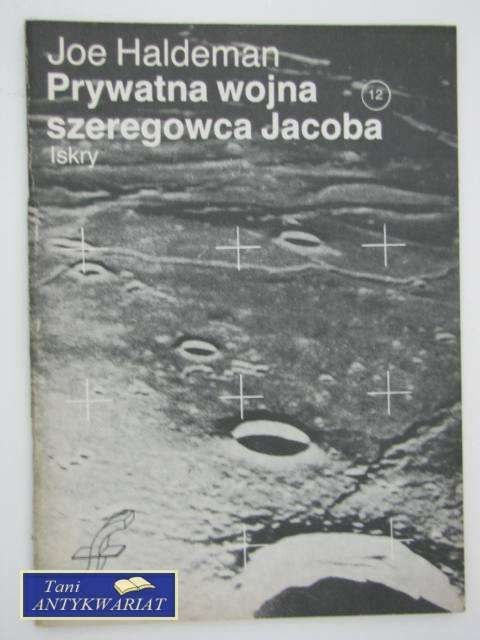 Joe Haldeman
Prywatna wojna
12
szeregowca Jacoba
Iskry
Tani
ANTYKWARIAT